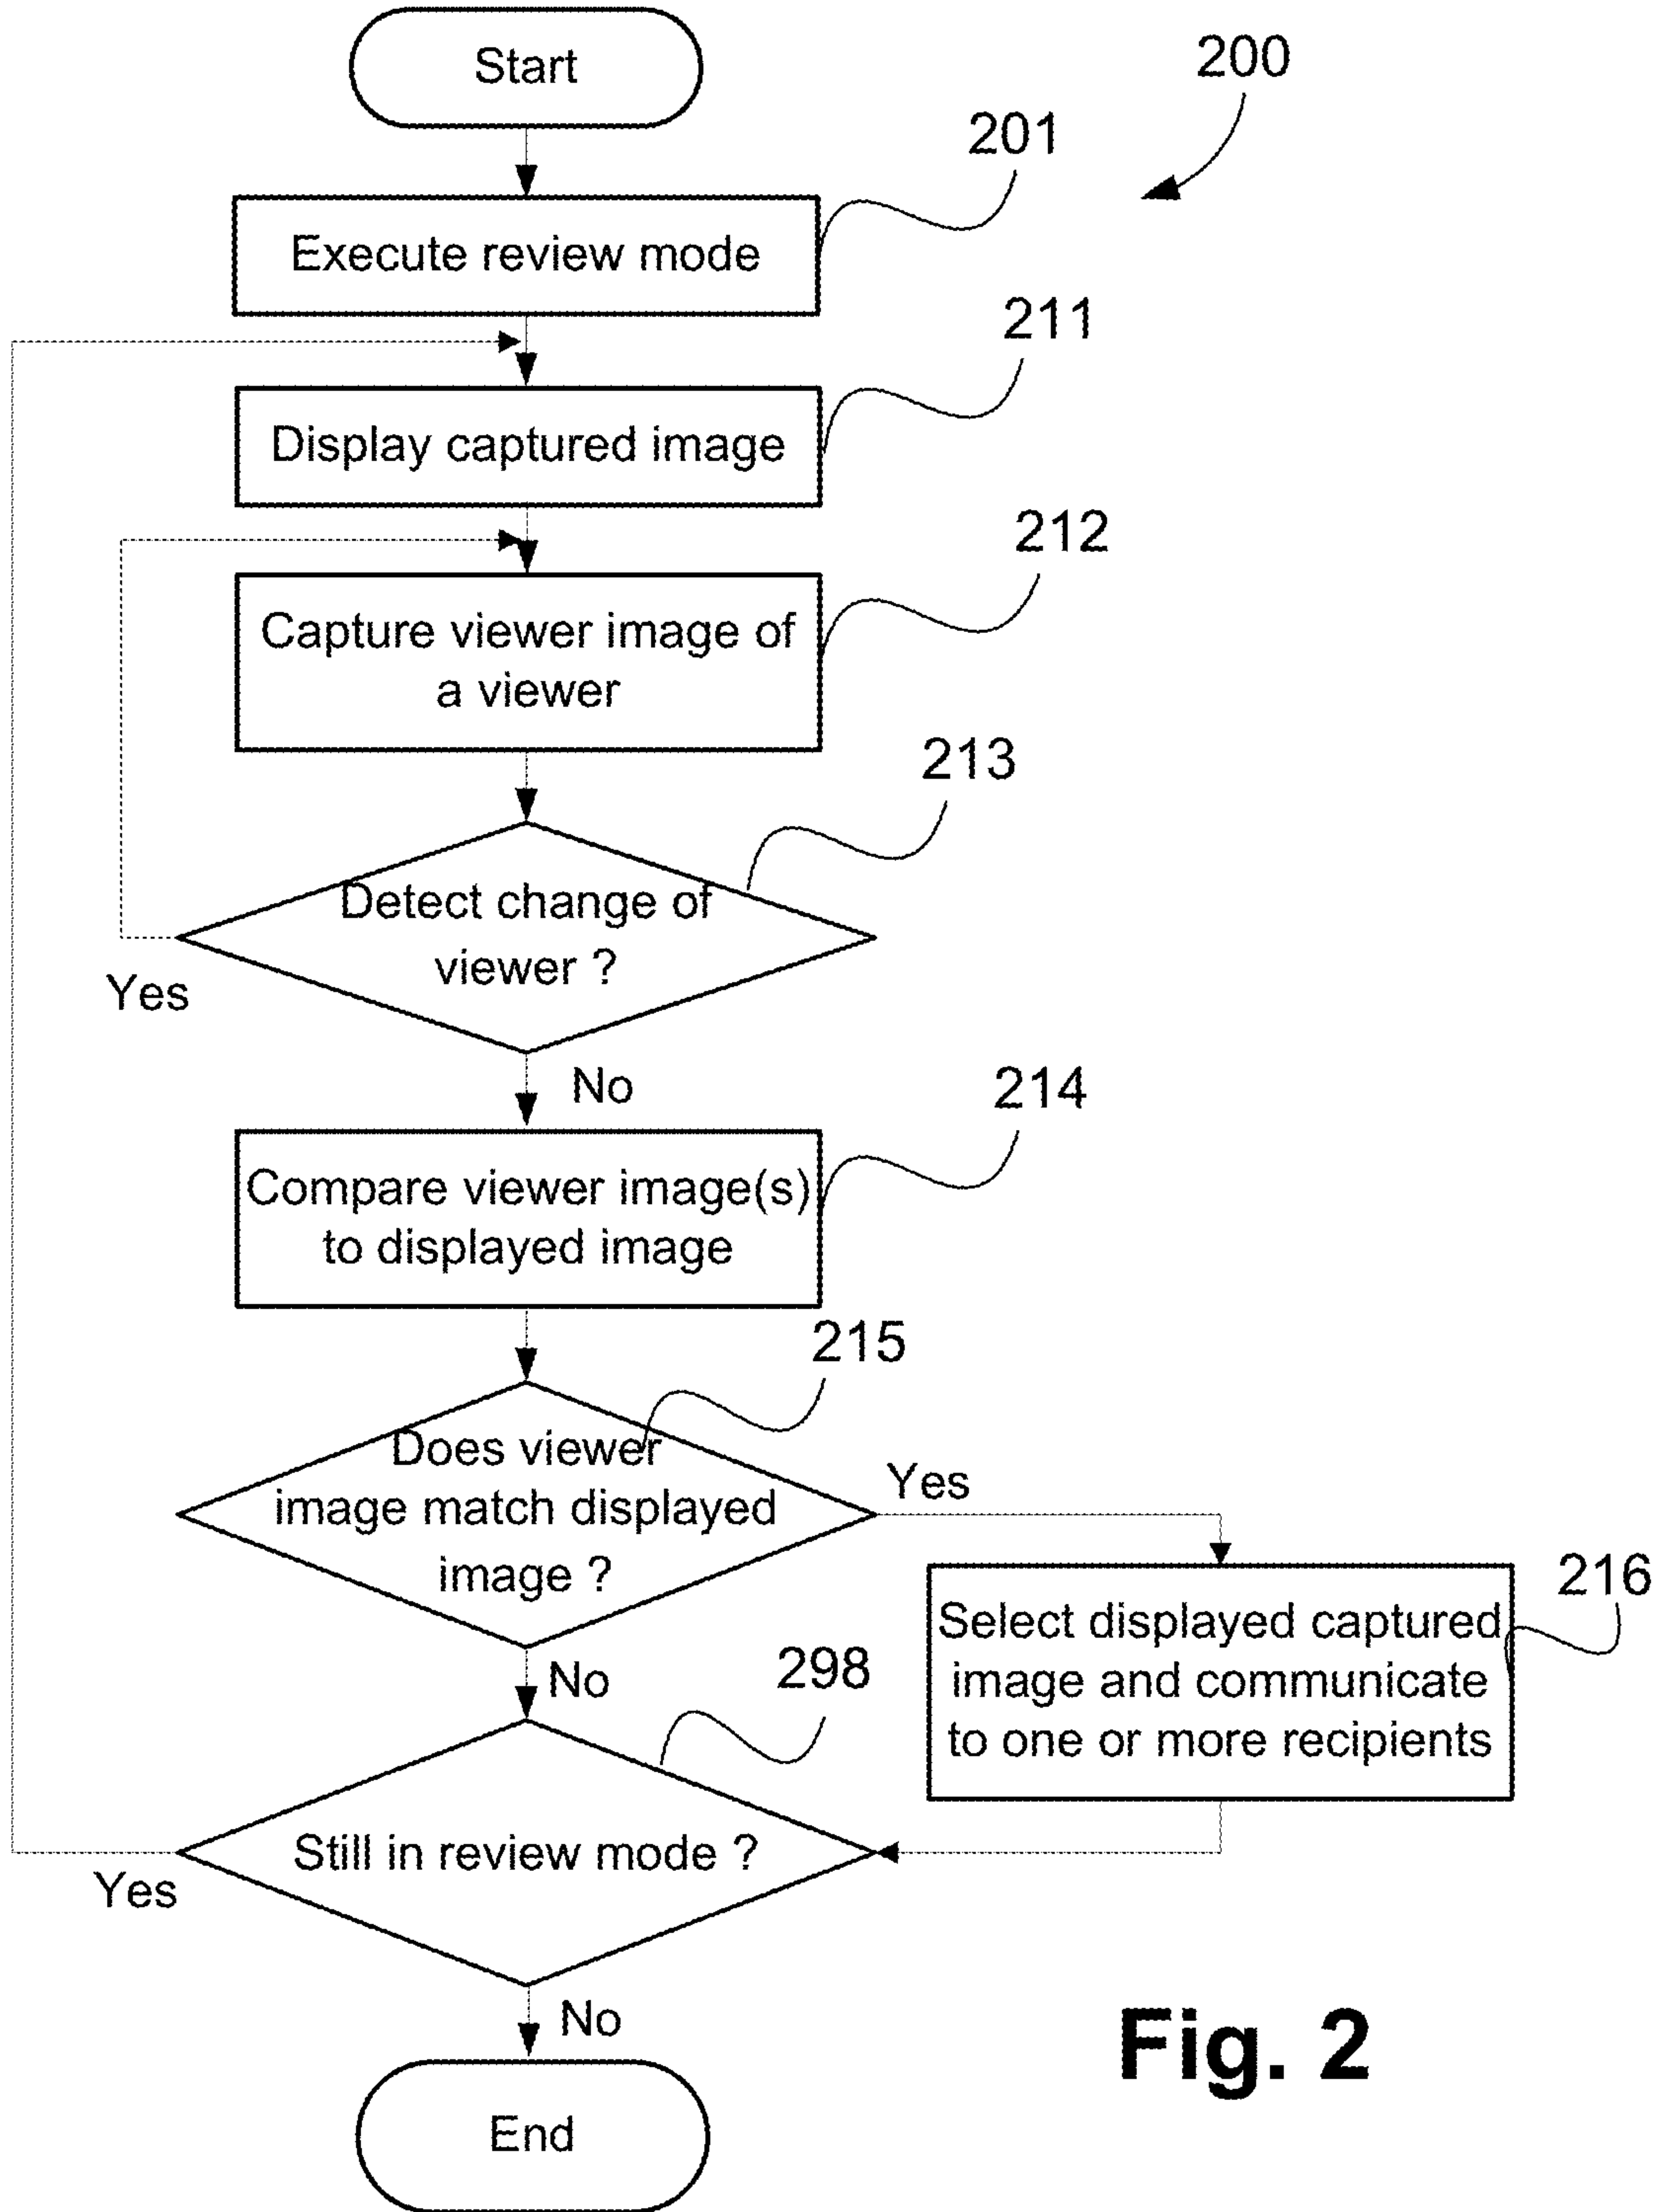 Start
200
201
Execute review mode
211
Display captured image
212
Capture viewer image of
a viewer
213
Detect change of
viewer ?
Yes
No
214
Compare viewer image(s)
to displayed image
215
Does viewer
image match displayed
image ?
Yes
216
Select displayed captured
image and communicate
to one or more recipients
No
298
Still in review mode ?
Yes
No
End
Fig. 2